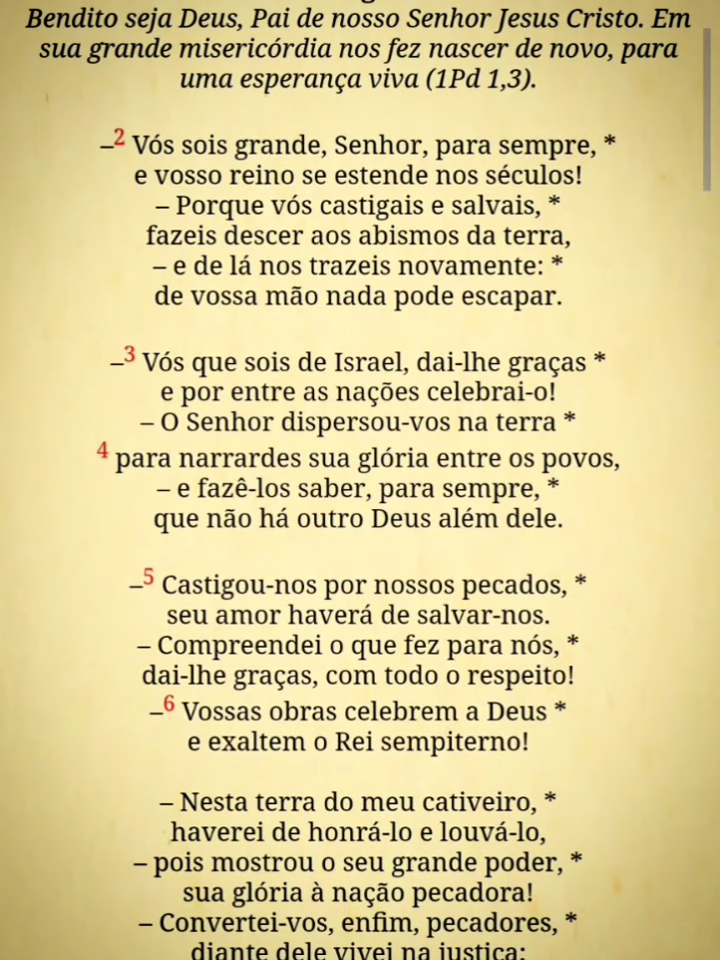 Bendito seja Deus, Pai de nosso Senhor Jesus Cristo. Em
sua grande misericórdia nos fez nascer de novo, para
uma esperança viva (1Pd 1,3).
–2 Vós sois grande, Senhor, para sempre, *
e vosso reino se estende nos séculos!
– Porque vós castigais e salvais, *
fazeis descer aos abismos da terra,
– e de lá nos trazeis novamente: *
de vossa mão nada pode escapar.
–3 Vós que sois de Israel, dai-lhe graças *
e por entre as nações celebrai-o!
– O Senhor dispersou-vos na terra *
4 para narrardes sua glória entre os povos,
– e fazê-los saber, para sempre, *
que não há outro Deus além dele.
–5 Castigou-nos por nossos pecados, *
seu amor haverá de salvar-nos.
– Compreendei o que fez para nós, *
dai-lhe graças, com todo o respeito!
–6 Vossas obras celebrem a Deus *
e exaltem o Rei sempiterno!
– Nesta terra do meu cativeiro, *
haverei de honrá-lo e louvá-lo,
– pois mostrou o seu grande poder, *
sua glória à nação pecadora!
– Convertei-vos, enfim, pecadores, *
diante dele vivei na justiça;